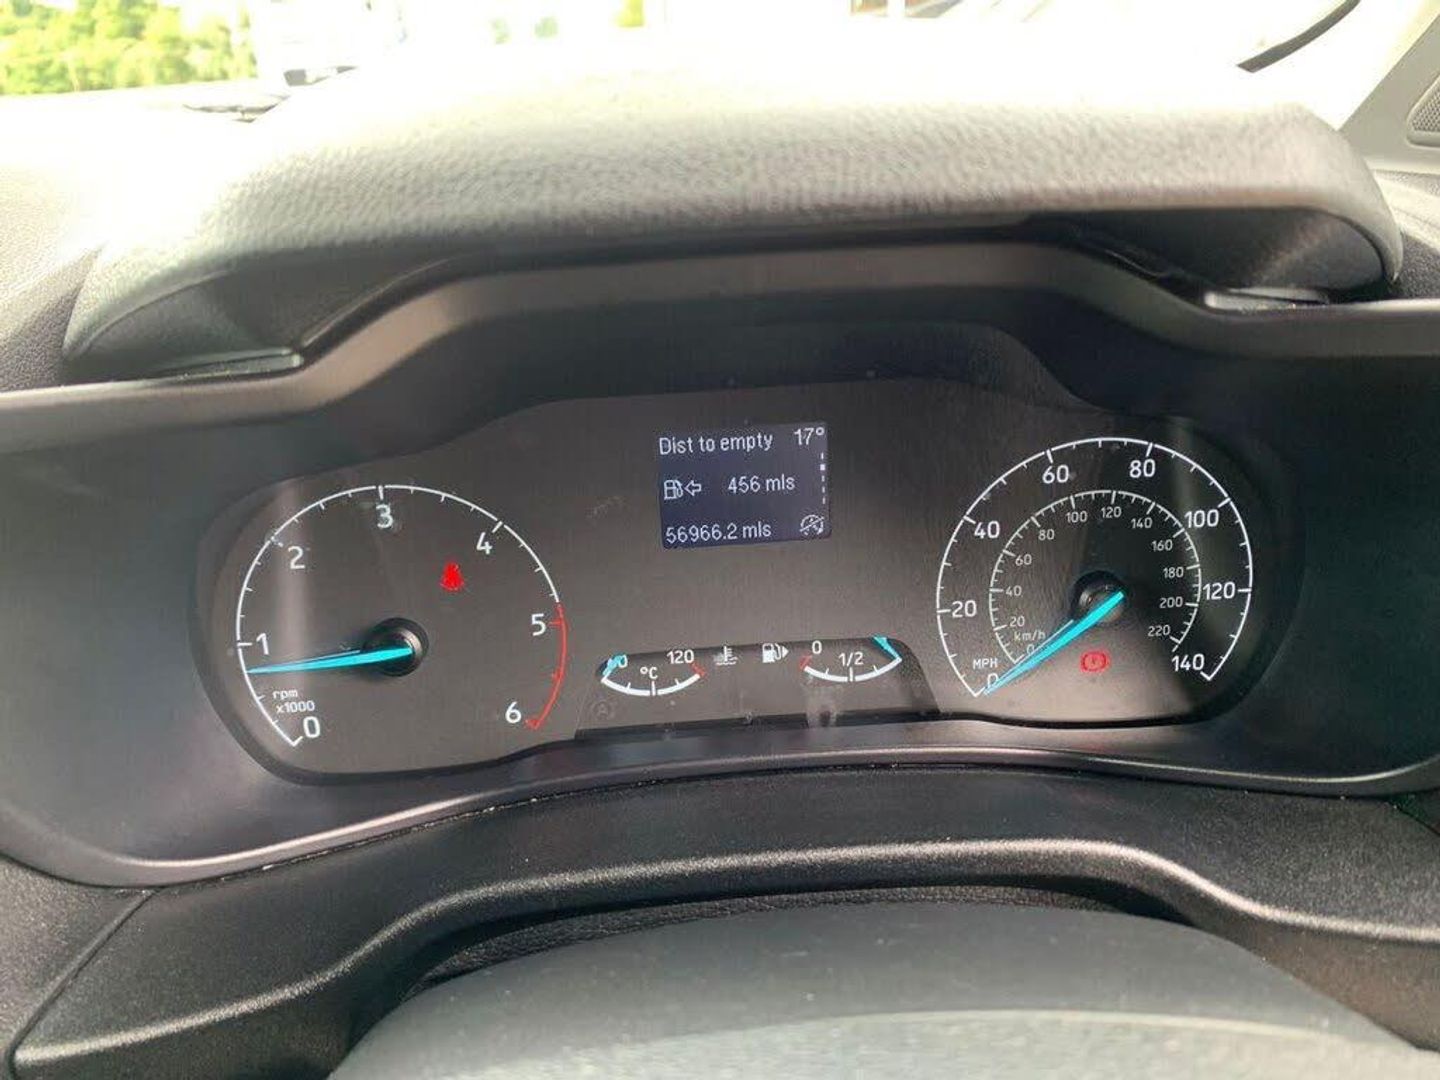 Dist to empty 17°
456 mls
56966.2 mls
0 1 2 3 4 5 6
rpm
x1000
120
°C
0 1/2
0 20 40 60 80 100 120 140
MPH
0 20 40 60 80 100 120 140 160 180 200 220
km/h